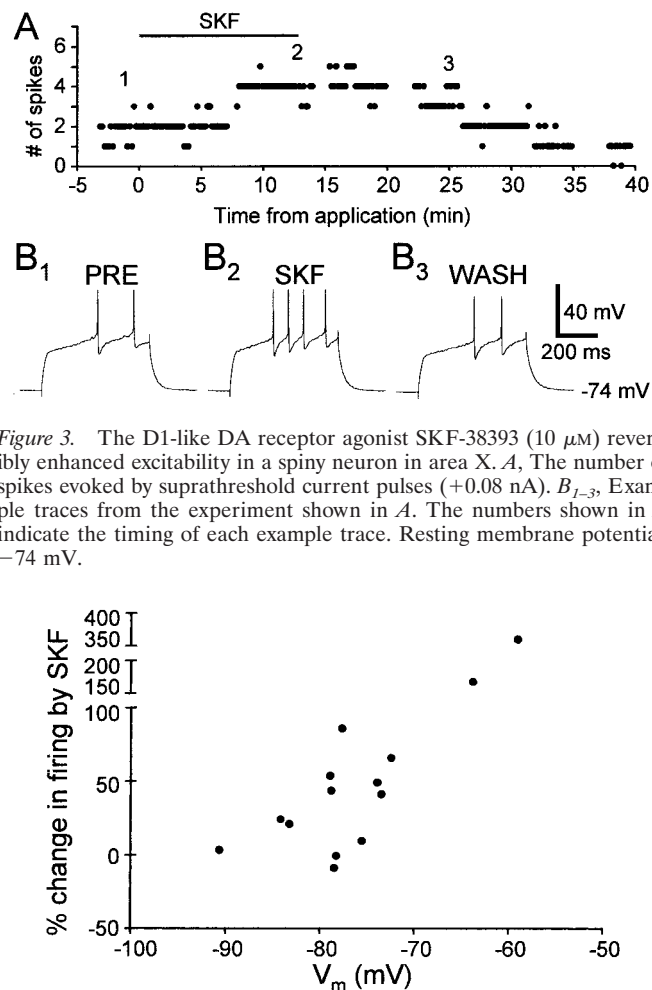 A
SKF
# of spikes
6
4
2
0
1
2
3
-5 0 5 10 15 20 25 30 35 40
Time from application (min)
B1 PRE
B2 SKF
B3 WASH
40 mV
200 ms
-74 mV
Figure 3. The D1-like DA receptor agonist SKF-38393 (10 μM) rever
ibly enhanced excitability in a spiny neuron in area X. A, The number
spikes evoked by suprathreshold current pulses (+0.08 nA). B1–3, Exam
ple traces from the experiment shown in A. The numbers shown in
indicate the timing of each example trace. Resting membrane potentia
−74 mV.
% change in firing by SKF
400
350
200
150
100
50
0
-50
-100 -90 -80 -70 -60 -50
Vm (mV)